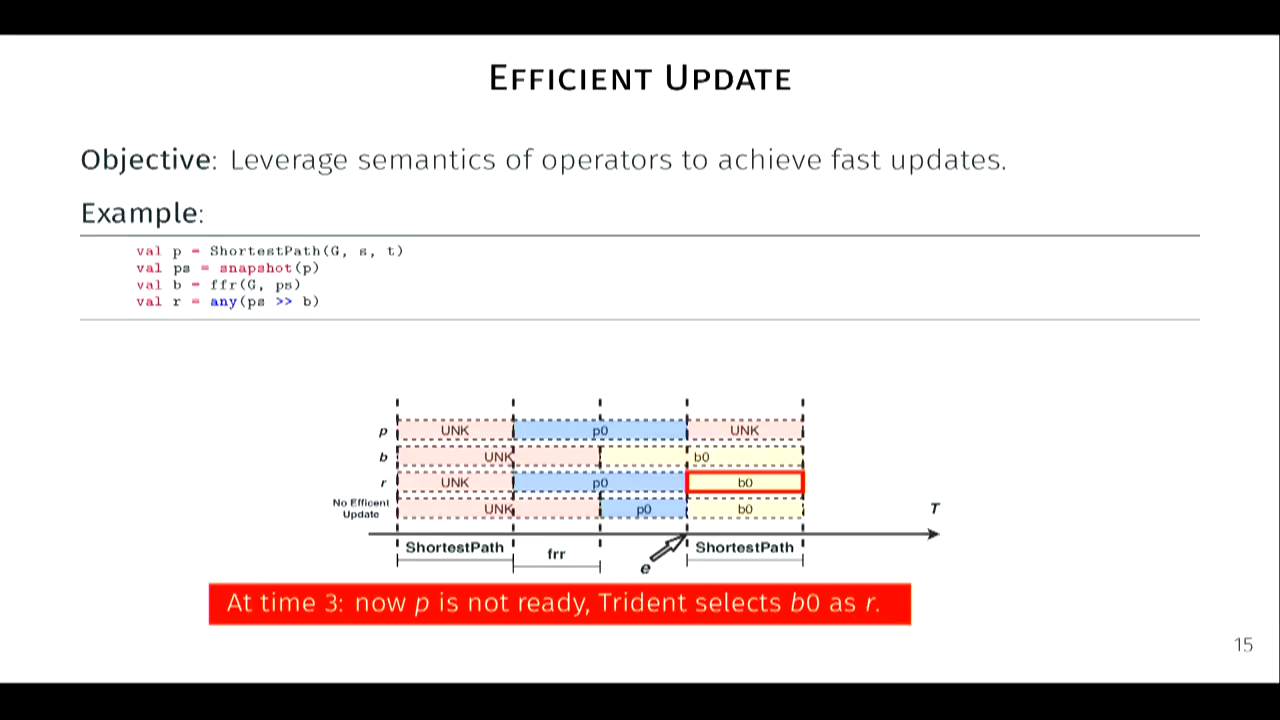 EFFICIENT UPDATE
Objective: Leverage semantics of operators to achieve fast updates.
Example:
val p = ShortestPath(G, s, t)
val ps = snapshot(p)
val b = ffr(G, ps)
val r = any(ps >> b)
p UNK p0 UNK
b UNK b0
r UNK p0 b0
No Efficent
Update
UNK p0 b0
T
ShortestPath frr e ShortestPath
At time 3: now p is not ready, Trident selects b0 as r.
15